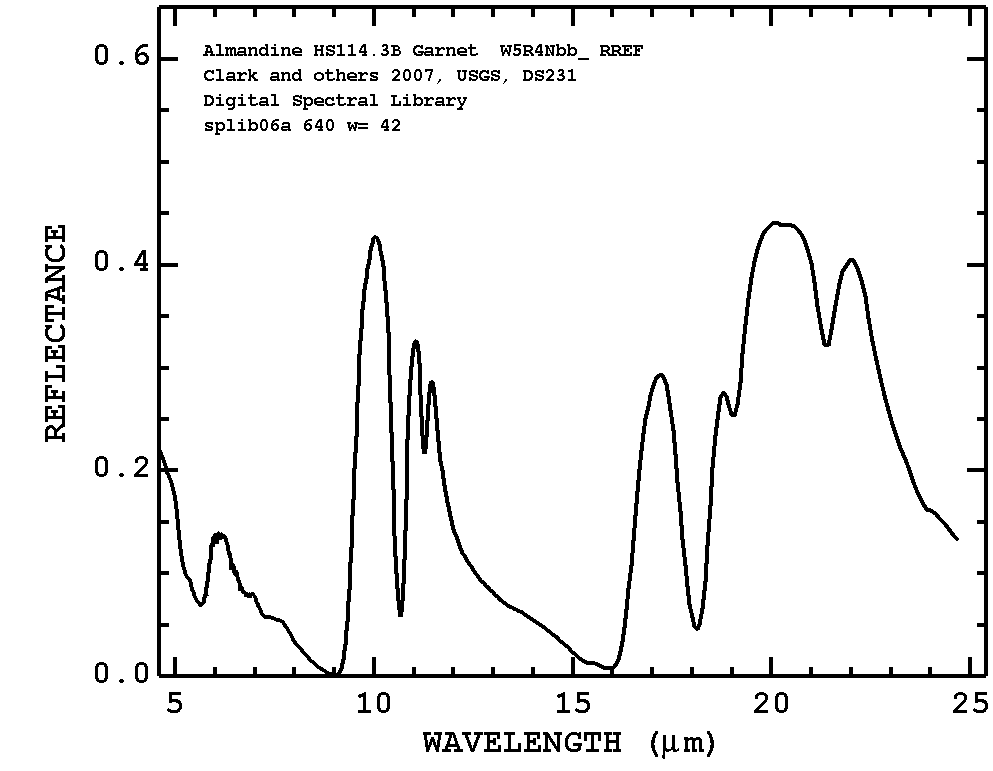 Almandine HS114.3B Garnet W5R4Nbb_ RREF
Clark and others 2007, USGS, DS231
Digital Spectral Library
splib06a 640 w= 42
REFLECTANCE
0.6
0.4
0.2
0.0
5 10 15 20 25
WAVELENGTH (μm)